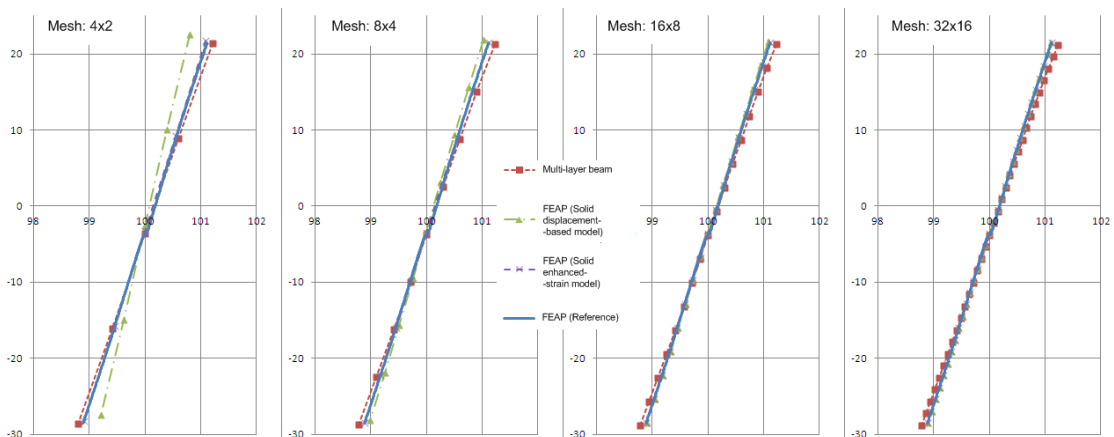 Mesh: 4x2
Mesh: 8x4
Mesh: 16x8
Mesh: 32x16
20
20
20
20
10
10
10
10
0
0
0
0
98 99 100 101 102
98 99 100 101
98 99 100 101 102
98 99 100 101 102
-10
-10
-10
-10
-20
-20
-20
-20
-30
-30
-30
-30
Multi-layer beam
FEAP (Solid
displacement-
-based model)
FEAP (Solid
enhanced-
-strain model)
FEAP (Reference)